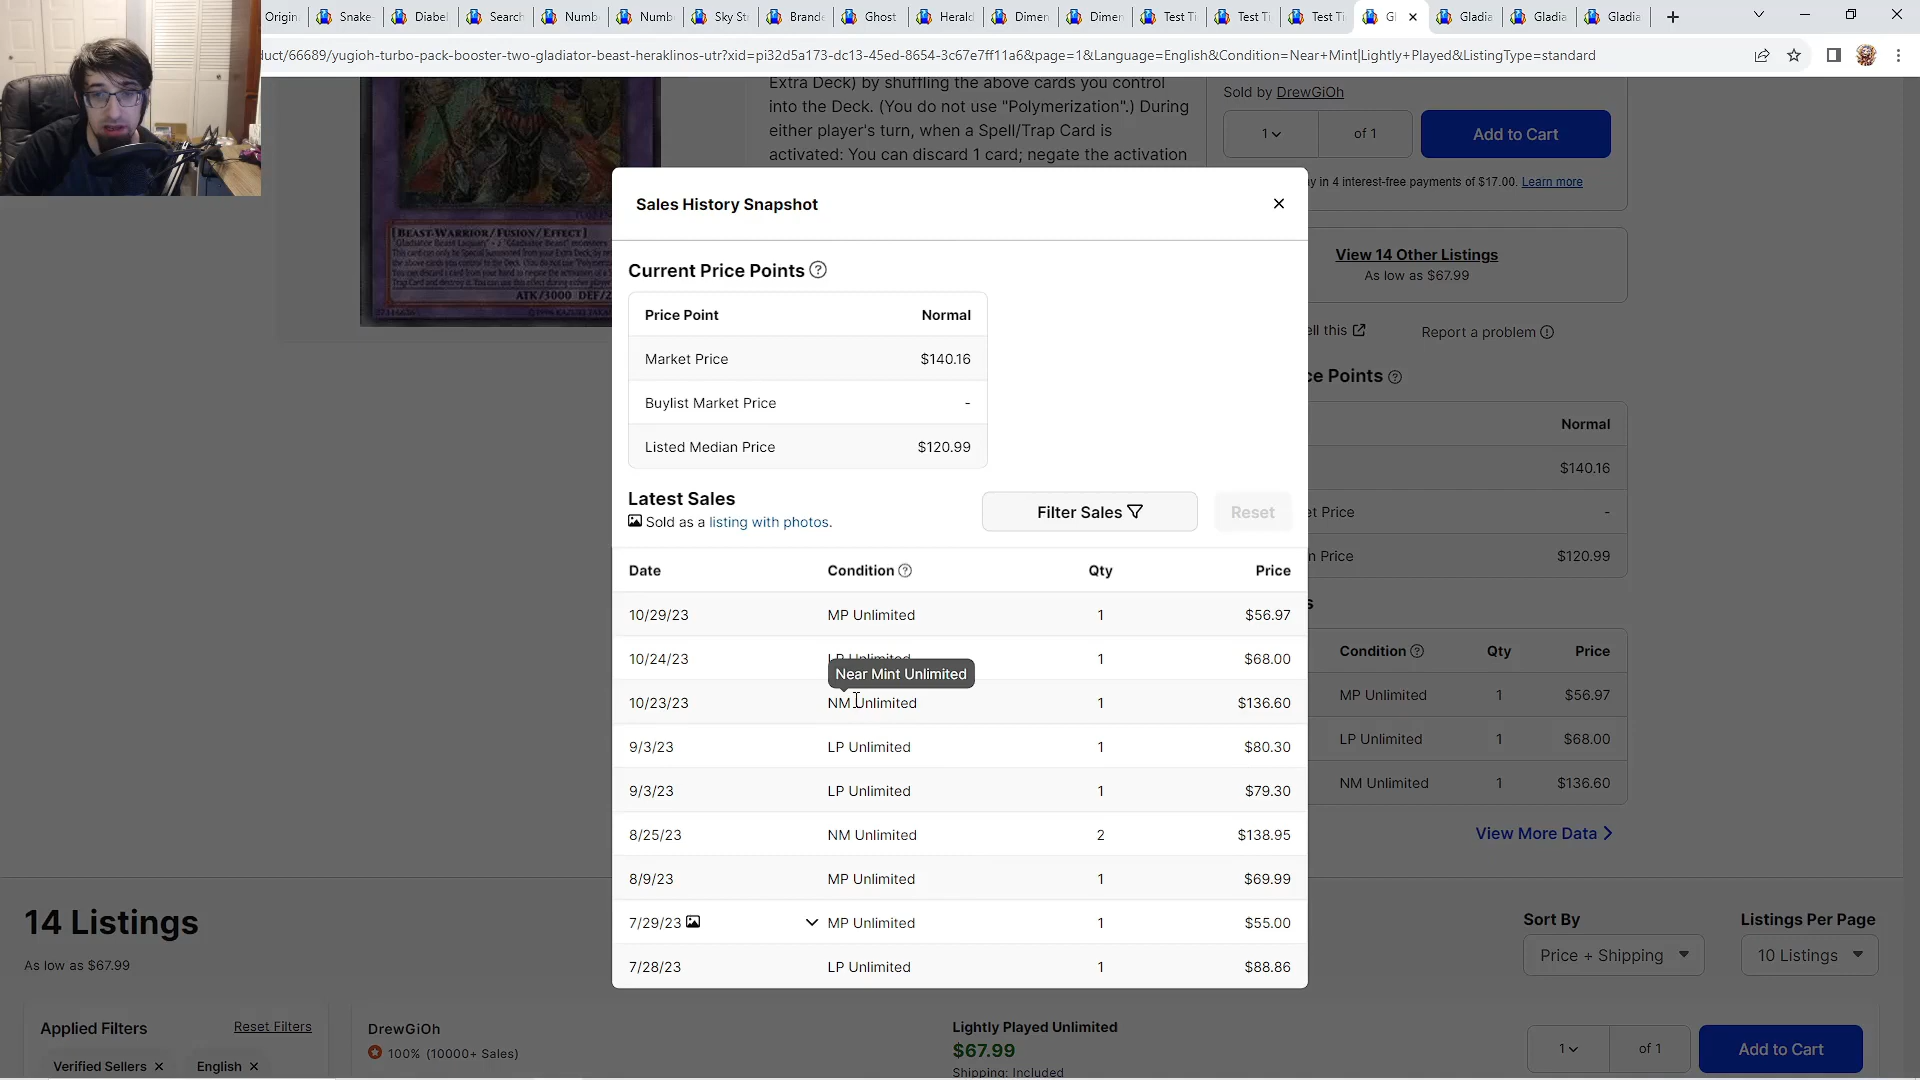 Origin
Snake-
Diabel
Search
Numb
Numb
Sky St
Brande
Ghost
Herald
Dimen
Dimen
Test Ti
Test Ti
Test Ti
Gl
Gladia
Gladia
Gladia
duct/66689/yugioh-turbo-pack-booster-two-gladiator-beast-heraklinos-utr?xid=pi32d5a173-dc13-45ed-8654-3c67e7ff11a6&page=1&Language=English&Condition=Near+Mint|Lightly+Played&ListingType=standard
Extra Deck) by shuffling the above cards you control
into the Deck. (You do not use "Polymerization".) During
either player's turn, when a Spell/Trap Card is
activated: You can discard 1 card; negate the activation
Sold by DrewGiOh
1 of 1 Add to Cart
y in 4 interest-free payments of $17.00. Learn more
View 14 Other Listings
As low as $67.99
ell this Report a problem
ce Points
Normal
$140.16
et Price -
n Price $120.99
s
Condition Qty Price
MP Unlimited 1 $56.97
LP Unlimited 1 $68.00
NM Unlimited 1 $136.60
View More Data
[BEAST-WARRIOR/FUSION/EFFECT]
ATK/3000 DEF/2
Sales History Snapshot
Current Price Points
Price Point Normal
Market Price $140.16
Buylist Market Price -
Listed Median Price $120.99
Latest Sales
Sold as a listing with photos.
Filter Sales Reset
Date Condition Qty Price
10/29/23 MP Unlimited 1 $56.97
10/24/23 LP Unlimited 1 $68.00
Near Mint Unlimited
10/23/23 NM Unlimited 1 $136.60
9/3/23 LP Unlimited 1 $80.30
9/3/23 LP Unlimited 1 $79.30
8/25/23 NM Unlimited 2 $138.95
8/9/23 MP Unlimited 1 $69.99
7/29/23 MP Unlimited 1 $55.00
7/28/23 LP Unlimited 1 $88.86
14 Listings
As low as $67.99
Sort By
Price + Shipping
Listings Per Page
10 Listings
Applied Filters Reset Filters
Verified Sellers × English ×
DrewGiOh
100% (10000+ Sales)
Lightly Played Unlimited
$67.99
Shipping: Included
1 of 1 Add to Cart